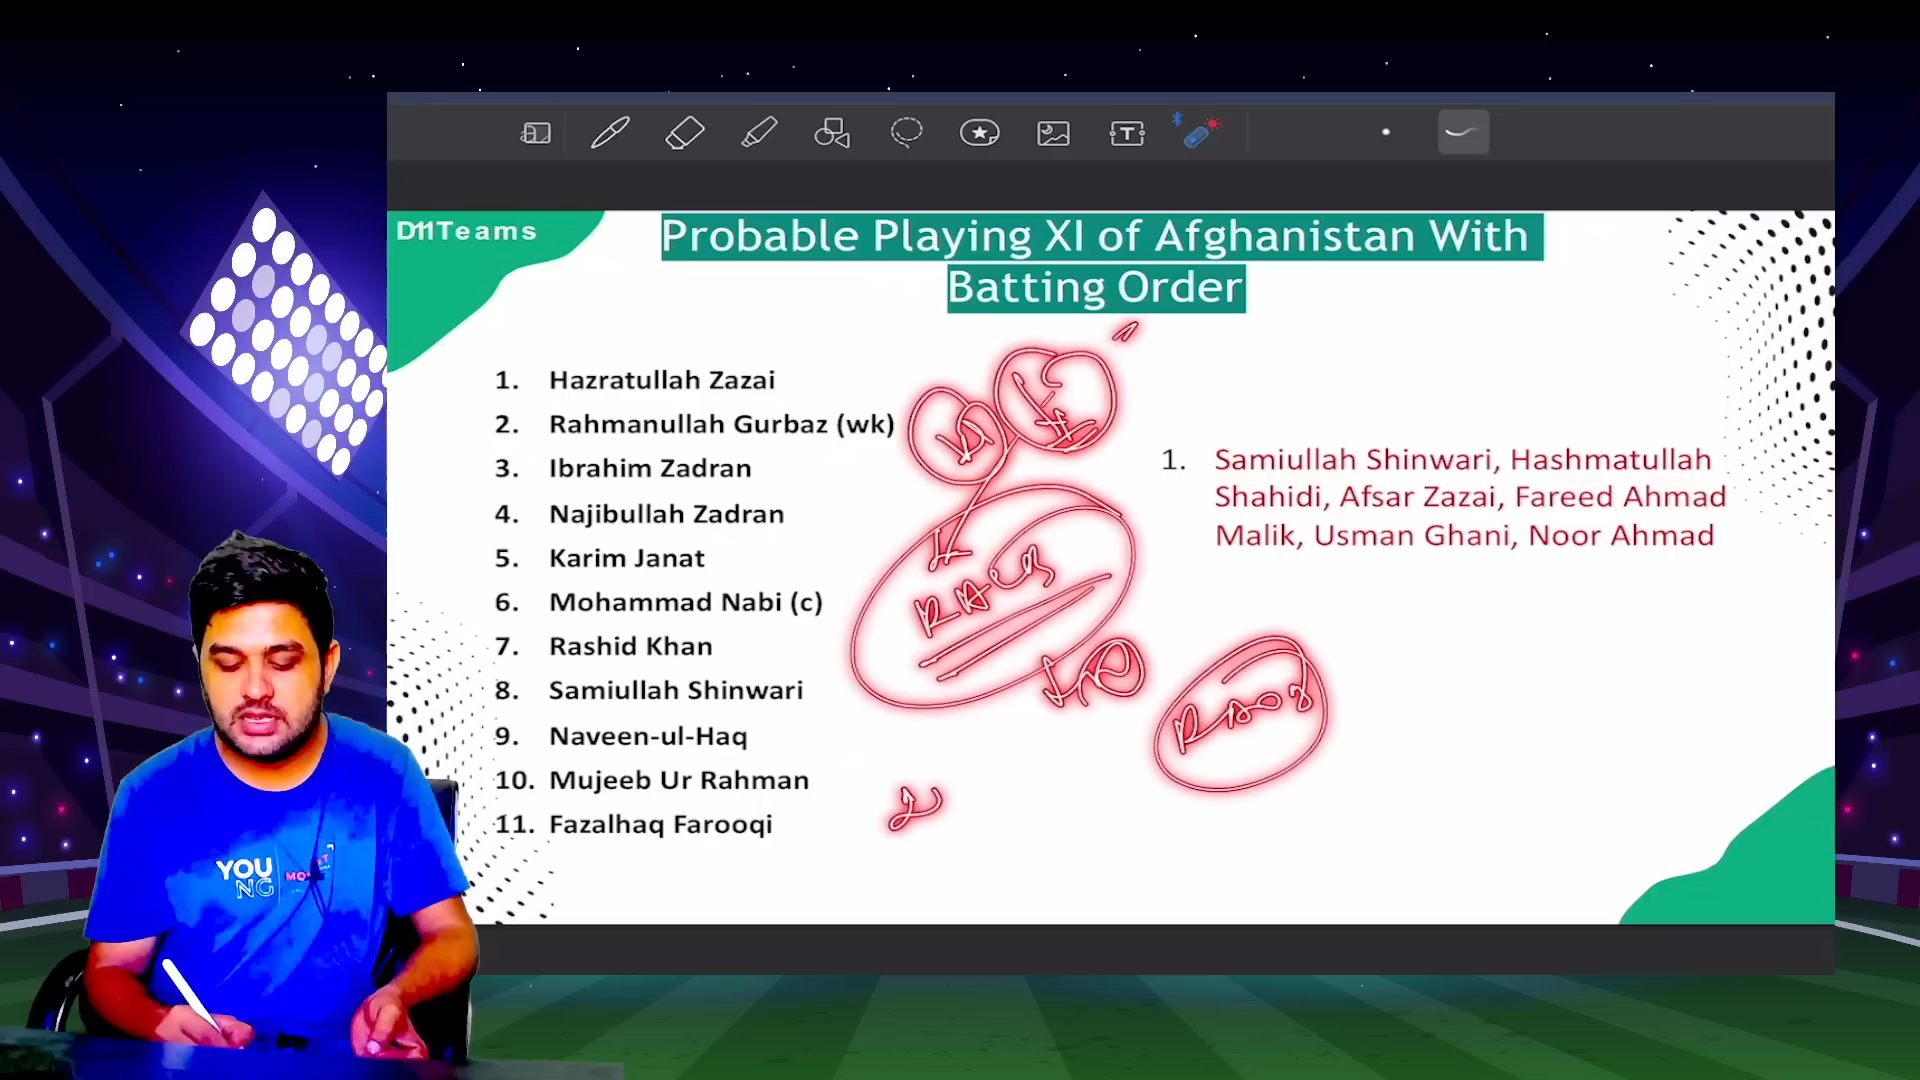 D11Teams
Probable Playing XI of Afghanistan With
Batting Order
1. Hazratullah Zazai
2. Rahmanullah Gurbaz (wk)
3. Ibrahim Zadran
4. Najibullah Zadran
5. Karim Janat
6. Mohammad Nabi (c)
7. Rashid Khan
8. Samiullah Shinwari
9. Naveen-ul-Haq
10. Mujeeb Ur Rahman
11. Fazalhaq Farooqi
1. Samiullah Shinwari, Hashmatullah
Shahidi, Afsar Zazai, Fareed Ahmad
Malik, Usman Ghani, Noor Ahmad
YOU
NG